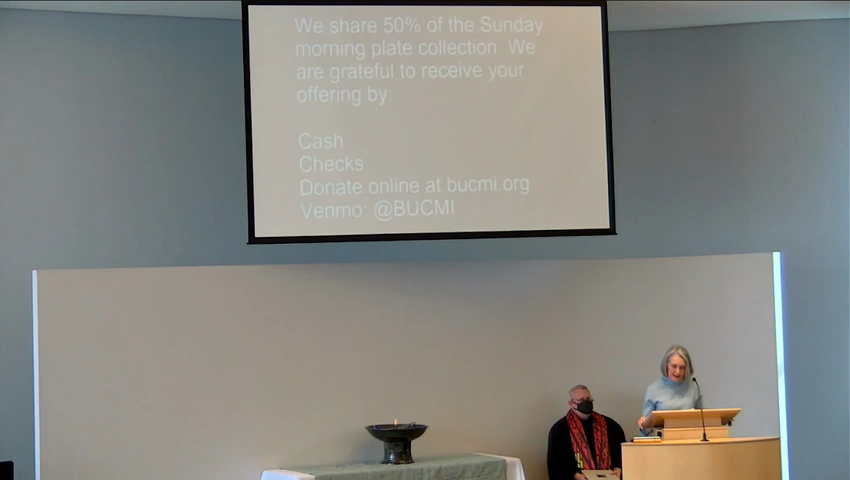 We share 50% of the Sunday
morning plate collection. We
are grateful to receive your
offering by:
Cash
Checks
Donate online at bucmi.org
Venmo: @BUCMI